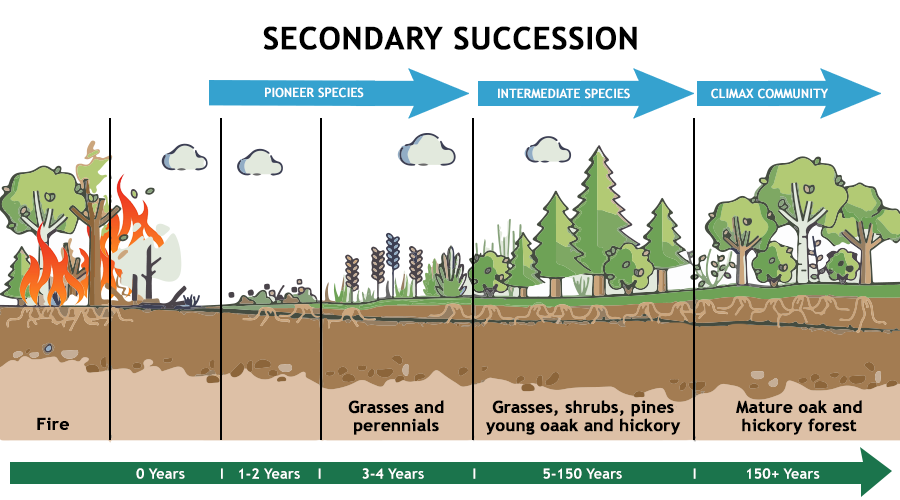 SECONDARY SUCCESSION
PIONEER SPECIES
INTERMEDIATE SPECIES
CLIMAX COMMUNITY
Fire
Grasses and
perennials
Grasses, shrubs, pines
young oaak and hickory
Mature oak and
hickory forest
0 Years
1-2 Years
3-4 Years
5-150 Years
150+ Years